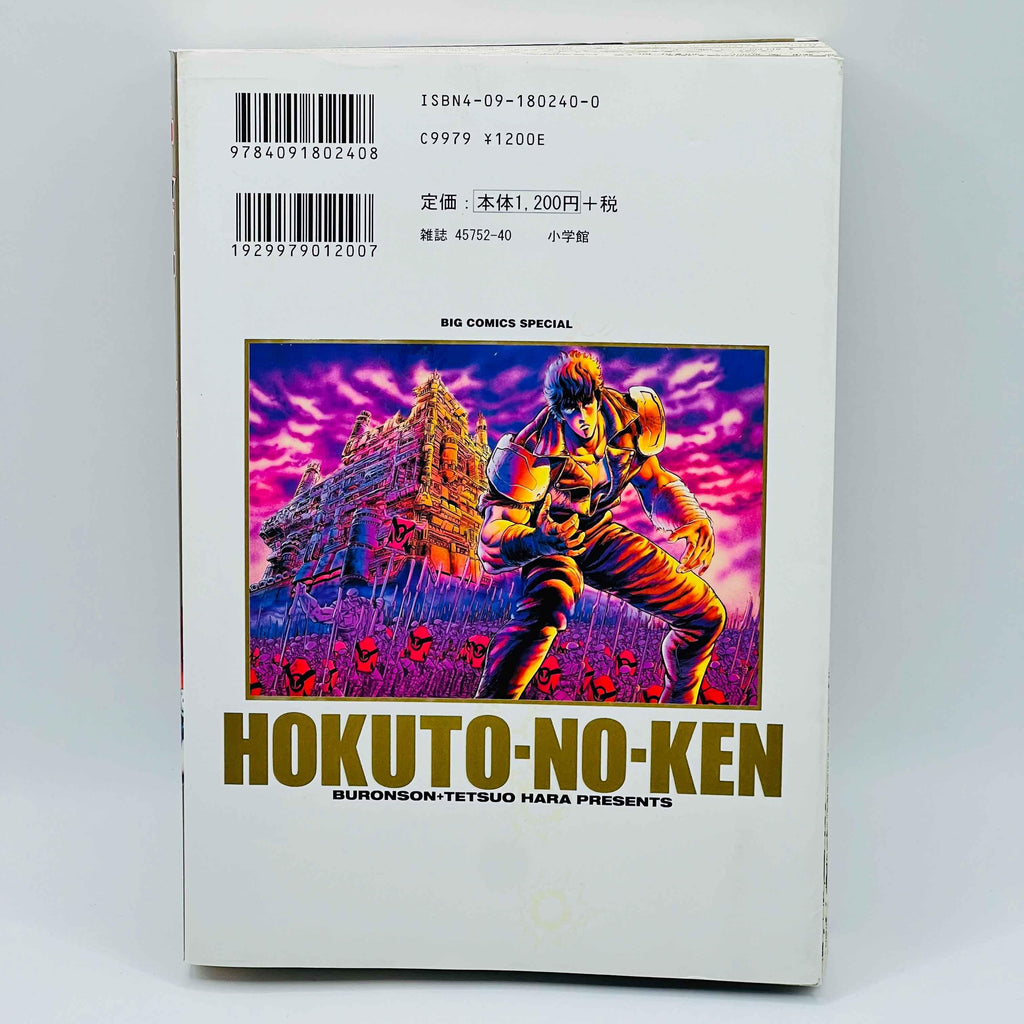 ISBN4-09-180240-0
9784091802408
C9979 ¥1200E
定価：本体1,200円+税
1929979012007
雑誌 45752-40 小学館
BIG COMICS SPECIAL
HOKUTO-NO-KEN
BURONSON+TETSUO HARA PRESENTS